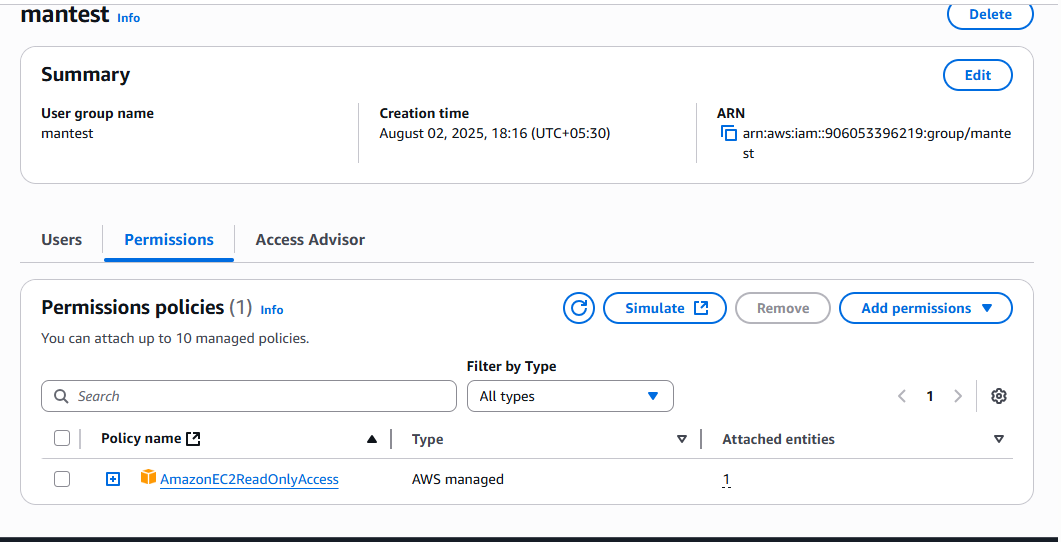 mantest Info
Delete
Summary
Edit
User group name
mantest
Creation time
August 02, 2025, 18:16 (UTC+05:30)
ARN
arn:aws:iam::906053396219:group/mante
st
Users
Permissions
Access Advisor
Permissions policies (1) Info
Simulate
Remove
Add permissions
You can attach up to 10 managed policies.
Filter by Type
Search
All types
1
Policy name
Type
Attached entities
AmazonEC2ReadOnlyAccess
AWS managed
1